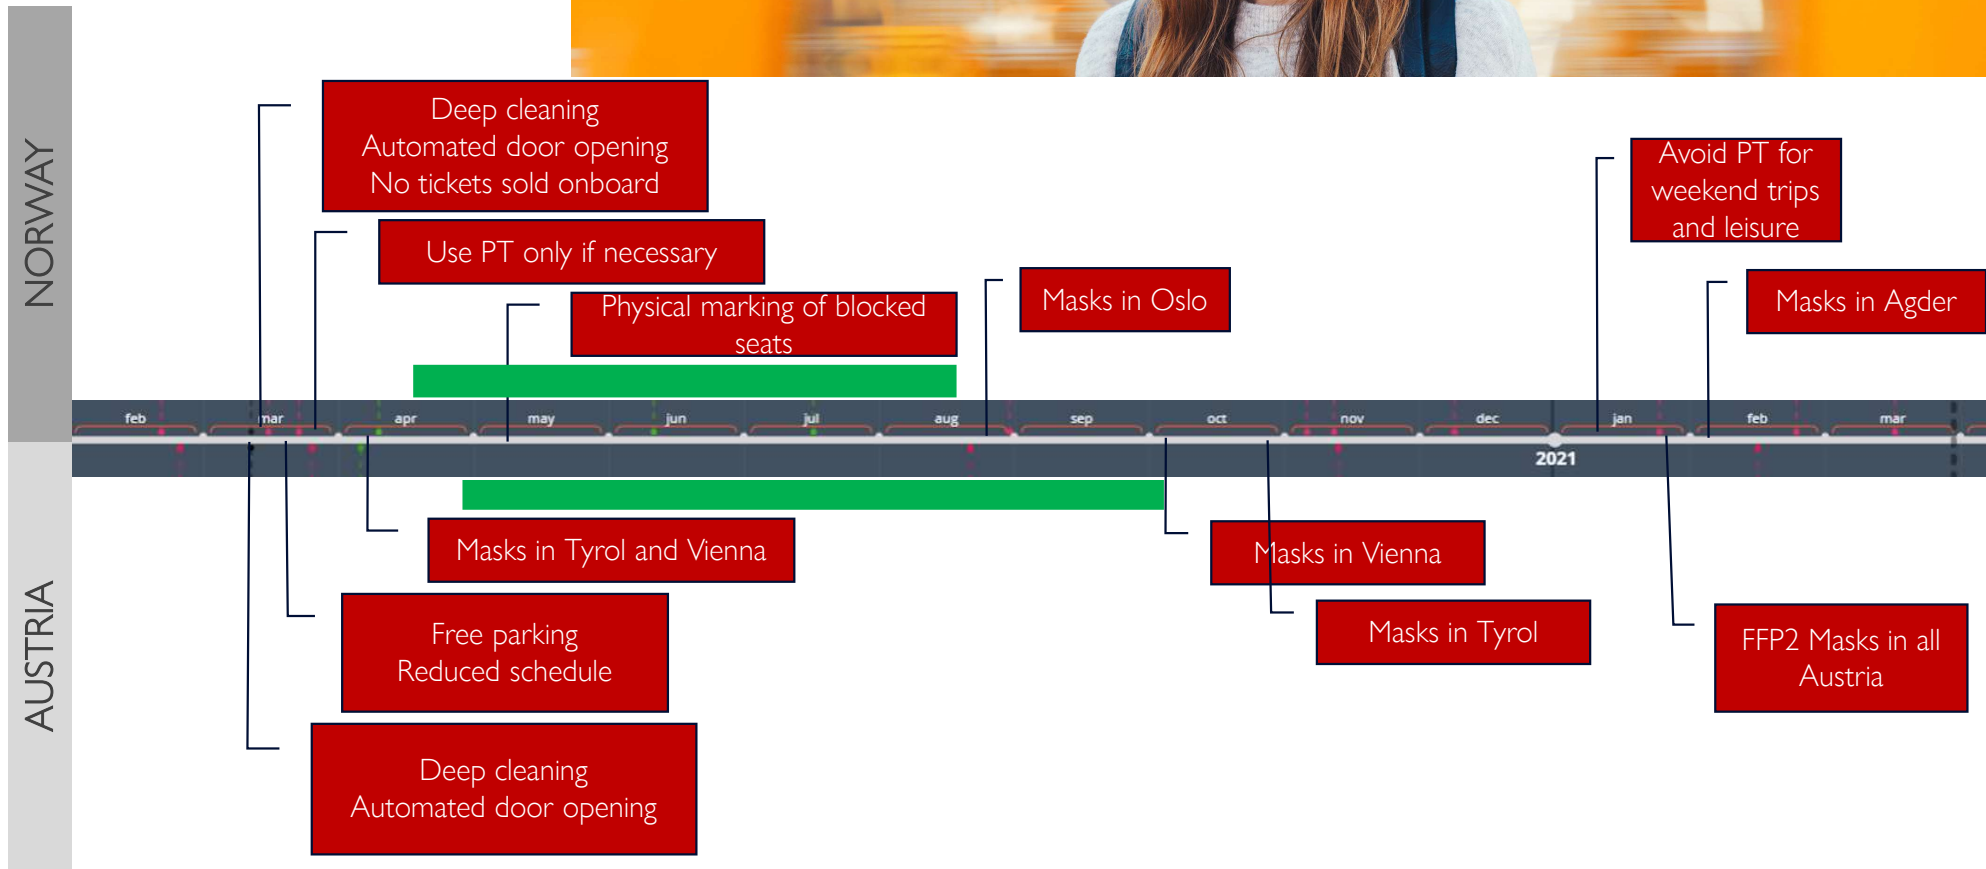 NORWAY
Deep cleaning
Automated door opening
No tickets sold onboard
Use PT only if necessary
Physical marking of blocked
seats
Masks in Oslo
Avoid PT for
weekend trips
and leisure
Masks in Agder
feb mar apr may jun jul aug sep oct nov dec jan feb mar
2021
AUSTRIA
Masks in Tyrol and Vienna
Free parking
Reduced schedule
Deep cleaning
Automated door opening
Masks in Vienna
Masks in Tyrol
FFP2 Masks in all
Austria